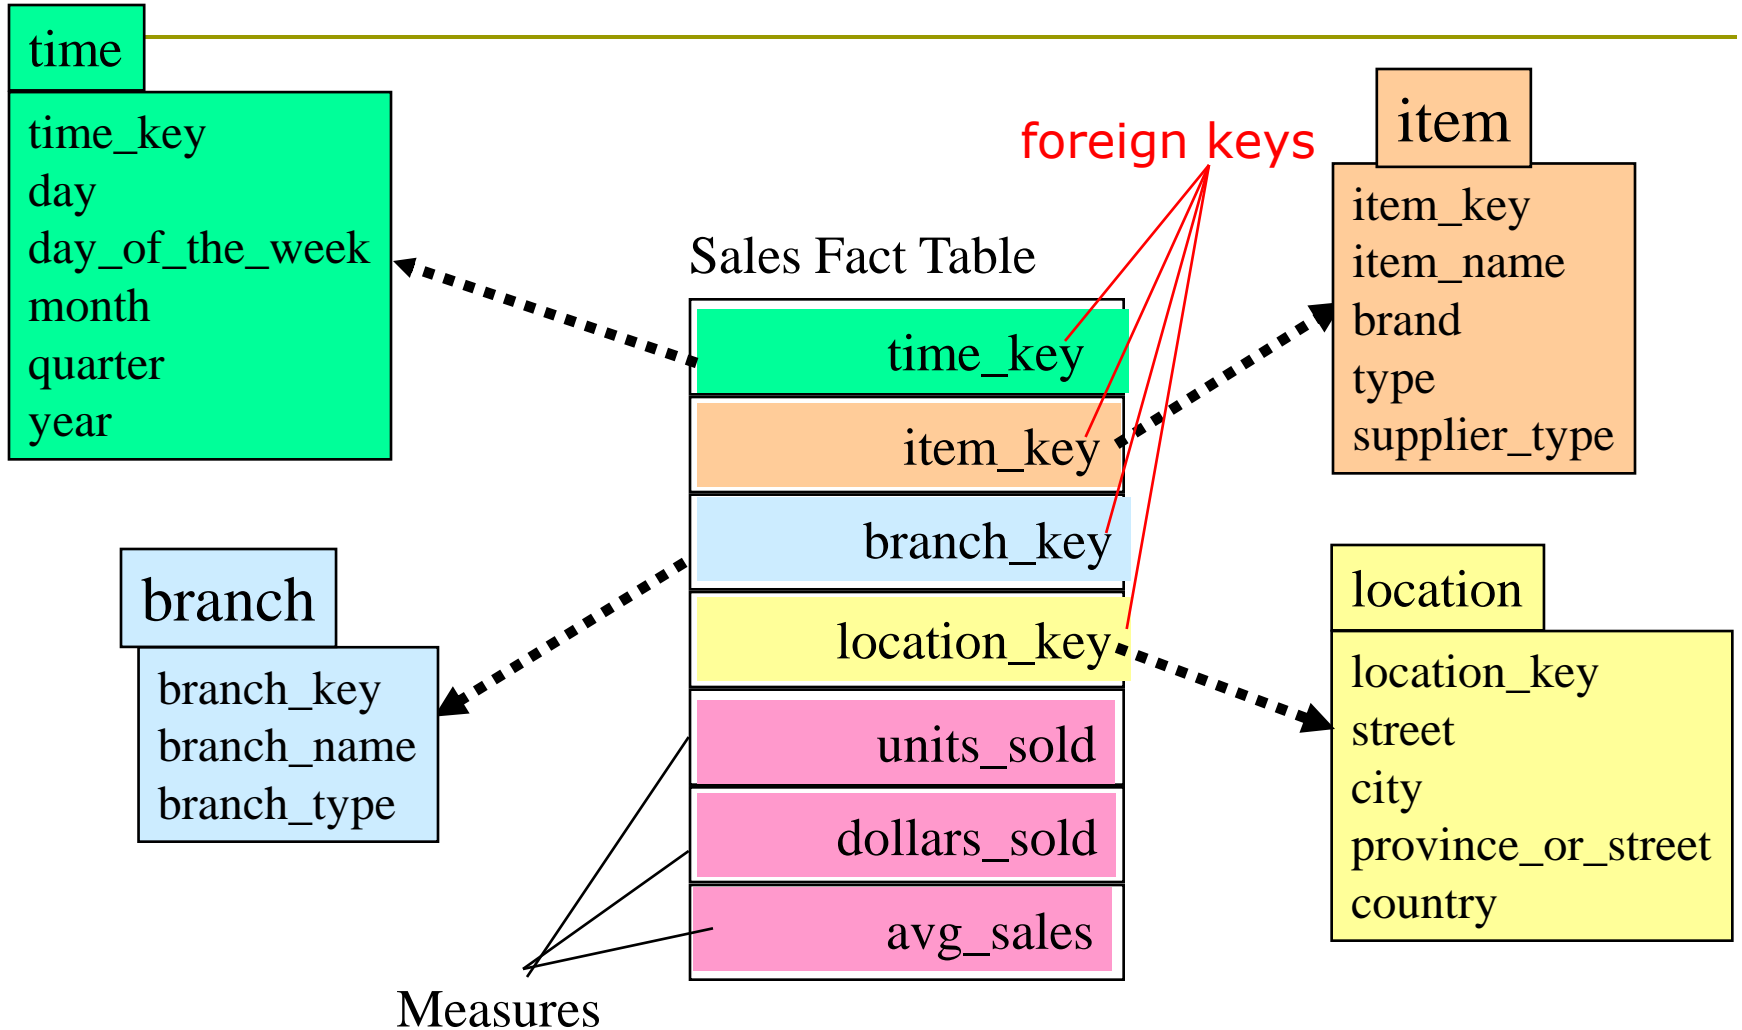 time
time_key
day
day_of_the_week
month
quarter
year
foreign keys
item
item_key
item_name
brand
type
supplier_type
Sales Fact Table
time_key
item_key
branch_key
location_key
units_sold
dollars_sold
avg_sales
branch
branch_key
branch_name
branch_type
location
location_key
street
city
province_or_street
country
Measures